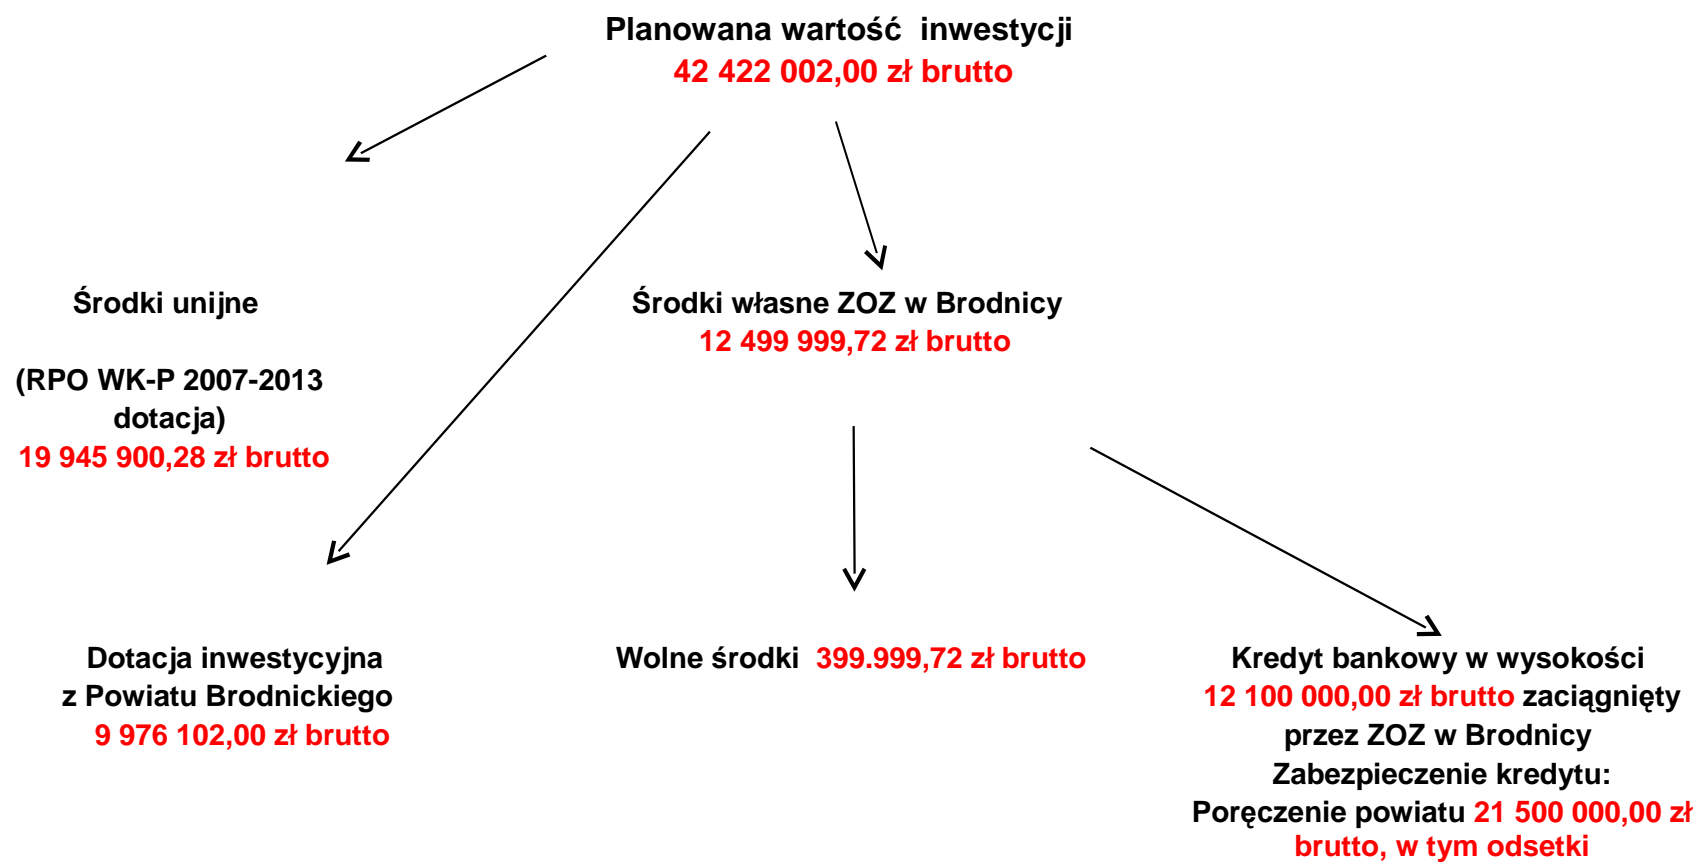 Planowana wartość inwestycji
42 422 002,00 zł brutto
Środki unijne
(RPO WK-P 2007-2013
dotacja)
19 945 900,28 zł brutto
Środki własne ZOZ w Brodnicy
12 499 999,72 zł brutto
Dotacja inwestycyjna
z Powiatu Brodnickiego
9 976 102,00 zł brutto
Wolne środki 399.999,72 zł brutto
Kredyt bankowy w wysokości
12 100 000,00 zł brutto zaciągnięty
przez ZOZ w Brodnicy
Zabezpieczenie kredytu:
Poręczenie powiatu 21 500 000,00 zł
brutto, w tym odsetki